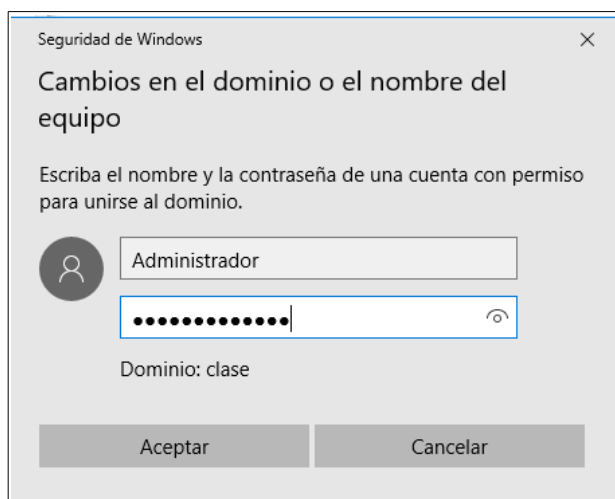 Seguridad de Windows
Cambios en el dominio o el nombre del
equipo
Escriba el nombre y la contraseña de una cuenta con permiso
para unirse al dominio.
Administrador
●●●●●●●●●●●●●
Dominio: clase
Aceptar Cancelar